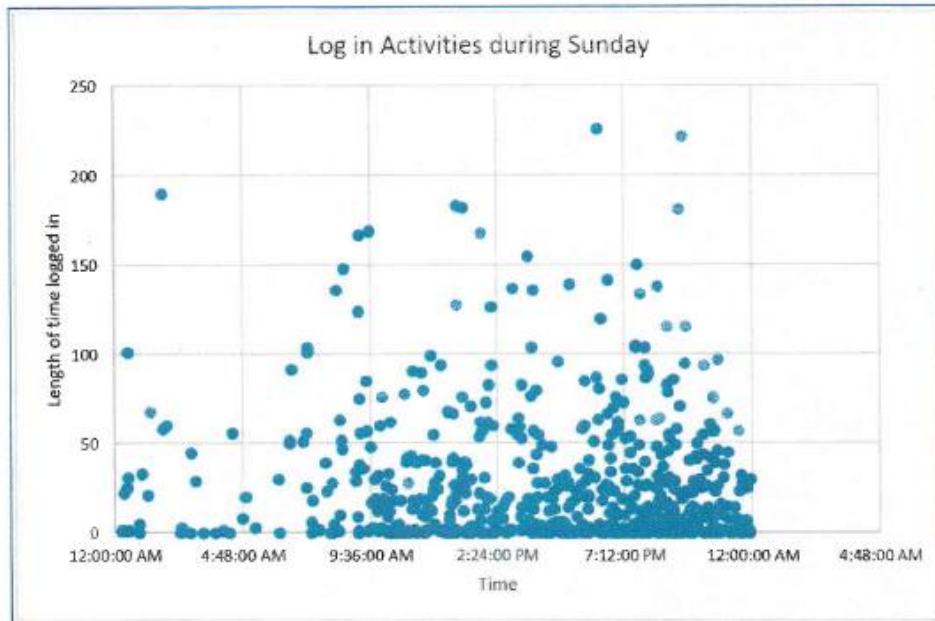 Log in Activities during Sunday
250
200
150
100
50
0
Length of time logged in
12:00:00 AM
4:48:00 AM
9:36:00 AM
2:24:00 PM
7:12:00 PM
12:00:00 AM
4:48:00 AM
Time